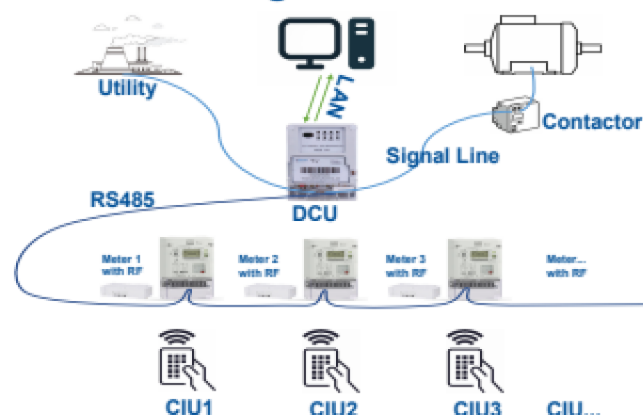 Utility
LAN
Contactor
Signal Line
RS485
DCU
Meter 1
with RF
Meter 2
with RF
Meter 3
with RF
Meter...
with RF
CIU1
CIU2
CIU3
CIU...